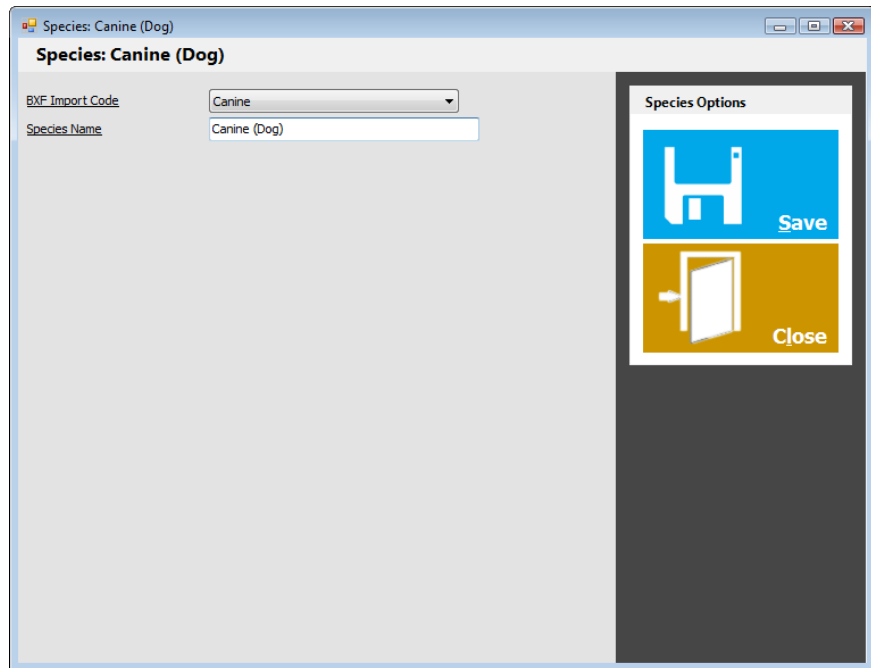 Species: Canine (Dog)
Species: Canine (Dog)
BXF Import Code
Canine
Species Name
Canine (Dog)
Species Options
Save
Close